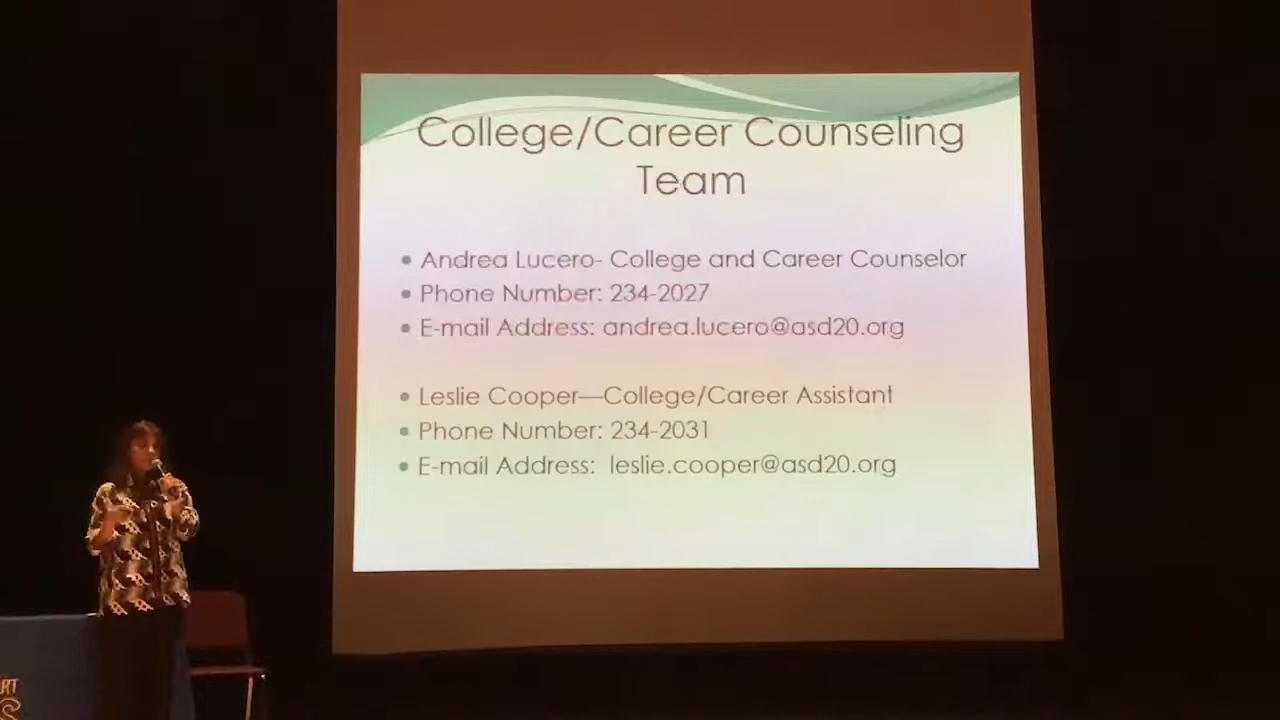 College/Career Counseling
Team
• Andrea Lucero- College and Career Counselor
• Phone Number: 234-2027
• E-mail Address: andrea.lucero@asd20.org
• Leslie Cooper—College/Career Assistant
• Phone Number: 234-2031
• E-mail Address:  leslie.cooper@asd20.org